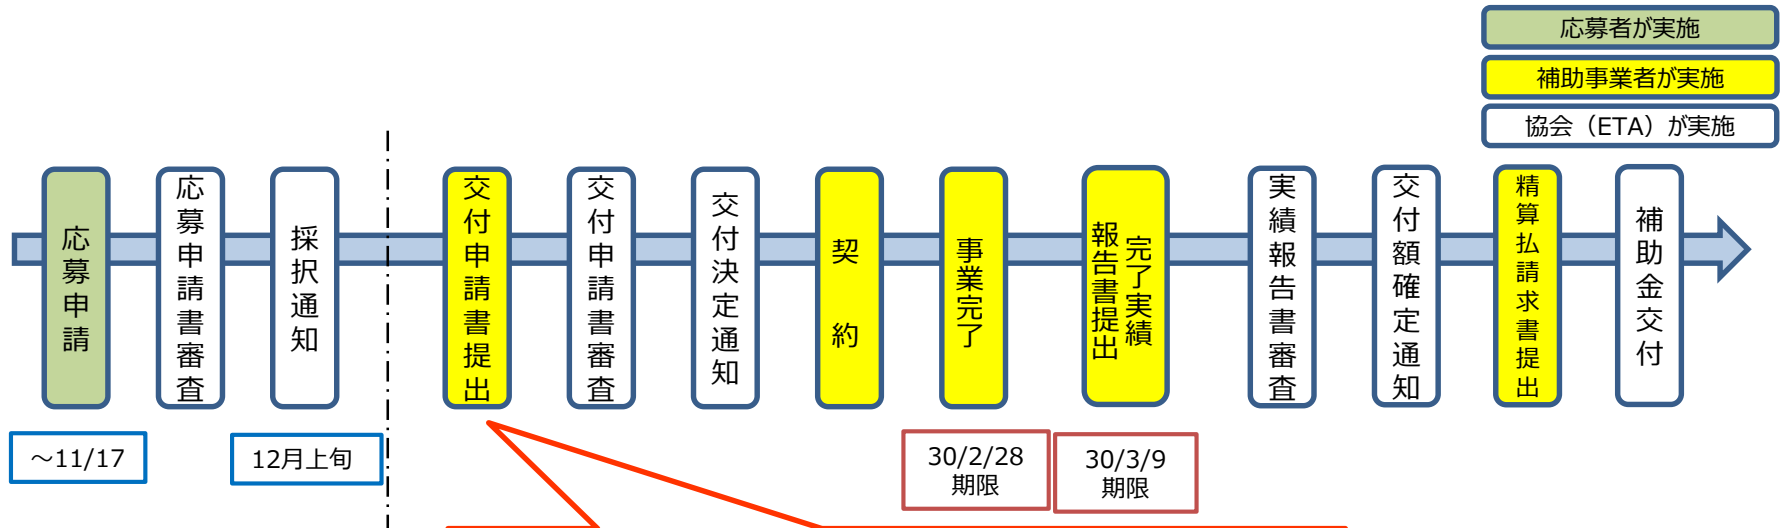 応募者が実施
補助事業者が実施
協会（ETA）が実施
応募申請
応募申請書審査
採択通知
交付申請書提出
交付申請書審査
交付決定通知
契約
事業完了
完了実績
報告書提出
実績報告書審査
交付額確定通知
精算払請求書提出
補助金交付
～11/17
12月上旬
30/2/28
期限
30/3/9
期限